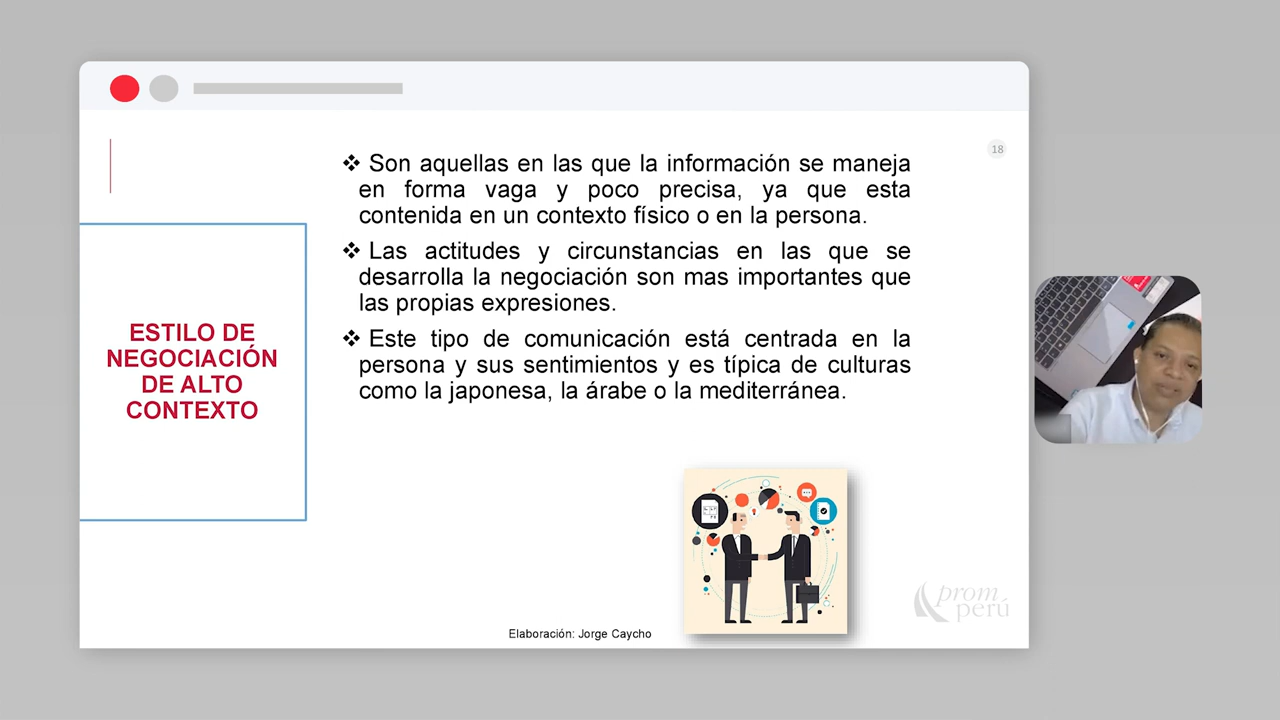 18
❖ Son aquellas en las que la información se maneja
en forma vaga y poco precisa, ya que esta
contenida en un contexto físico o en la persona.
❖ Las actitudes y circunstancias en las que se
desarrolla la negociación son mas importantes que
las propias expresiones.
❖ Este tipo de comunicación está centrada en la
persona y sus sentimientos y es típica de culturas
como la japonesa, la árabe o la mediterránea.
ESTILO DE
NEGOCIACIÓN
DE ALTO
CONTEXTO
Elaboración: Jorge Caycho
prom
perú